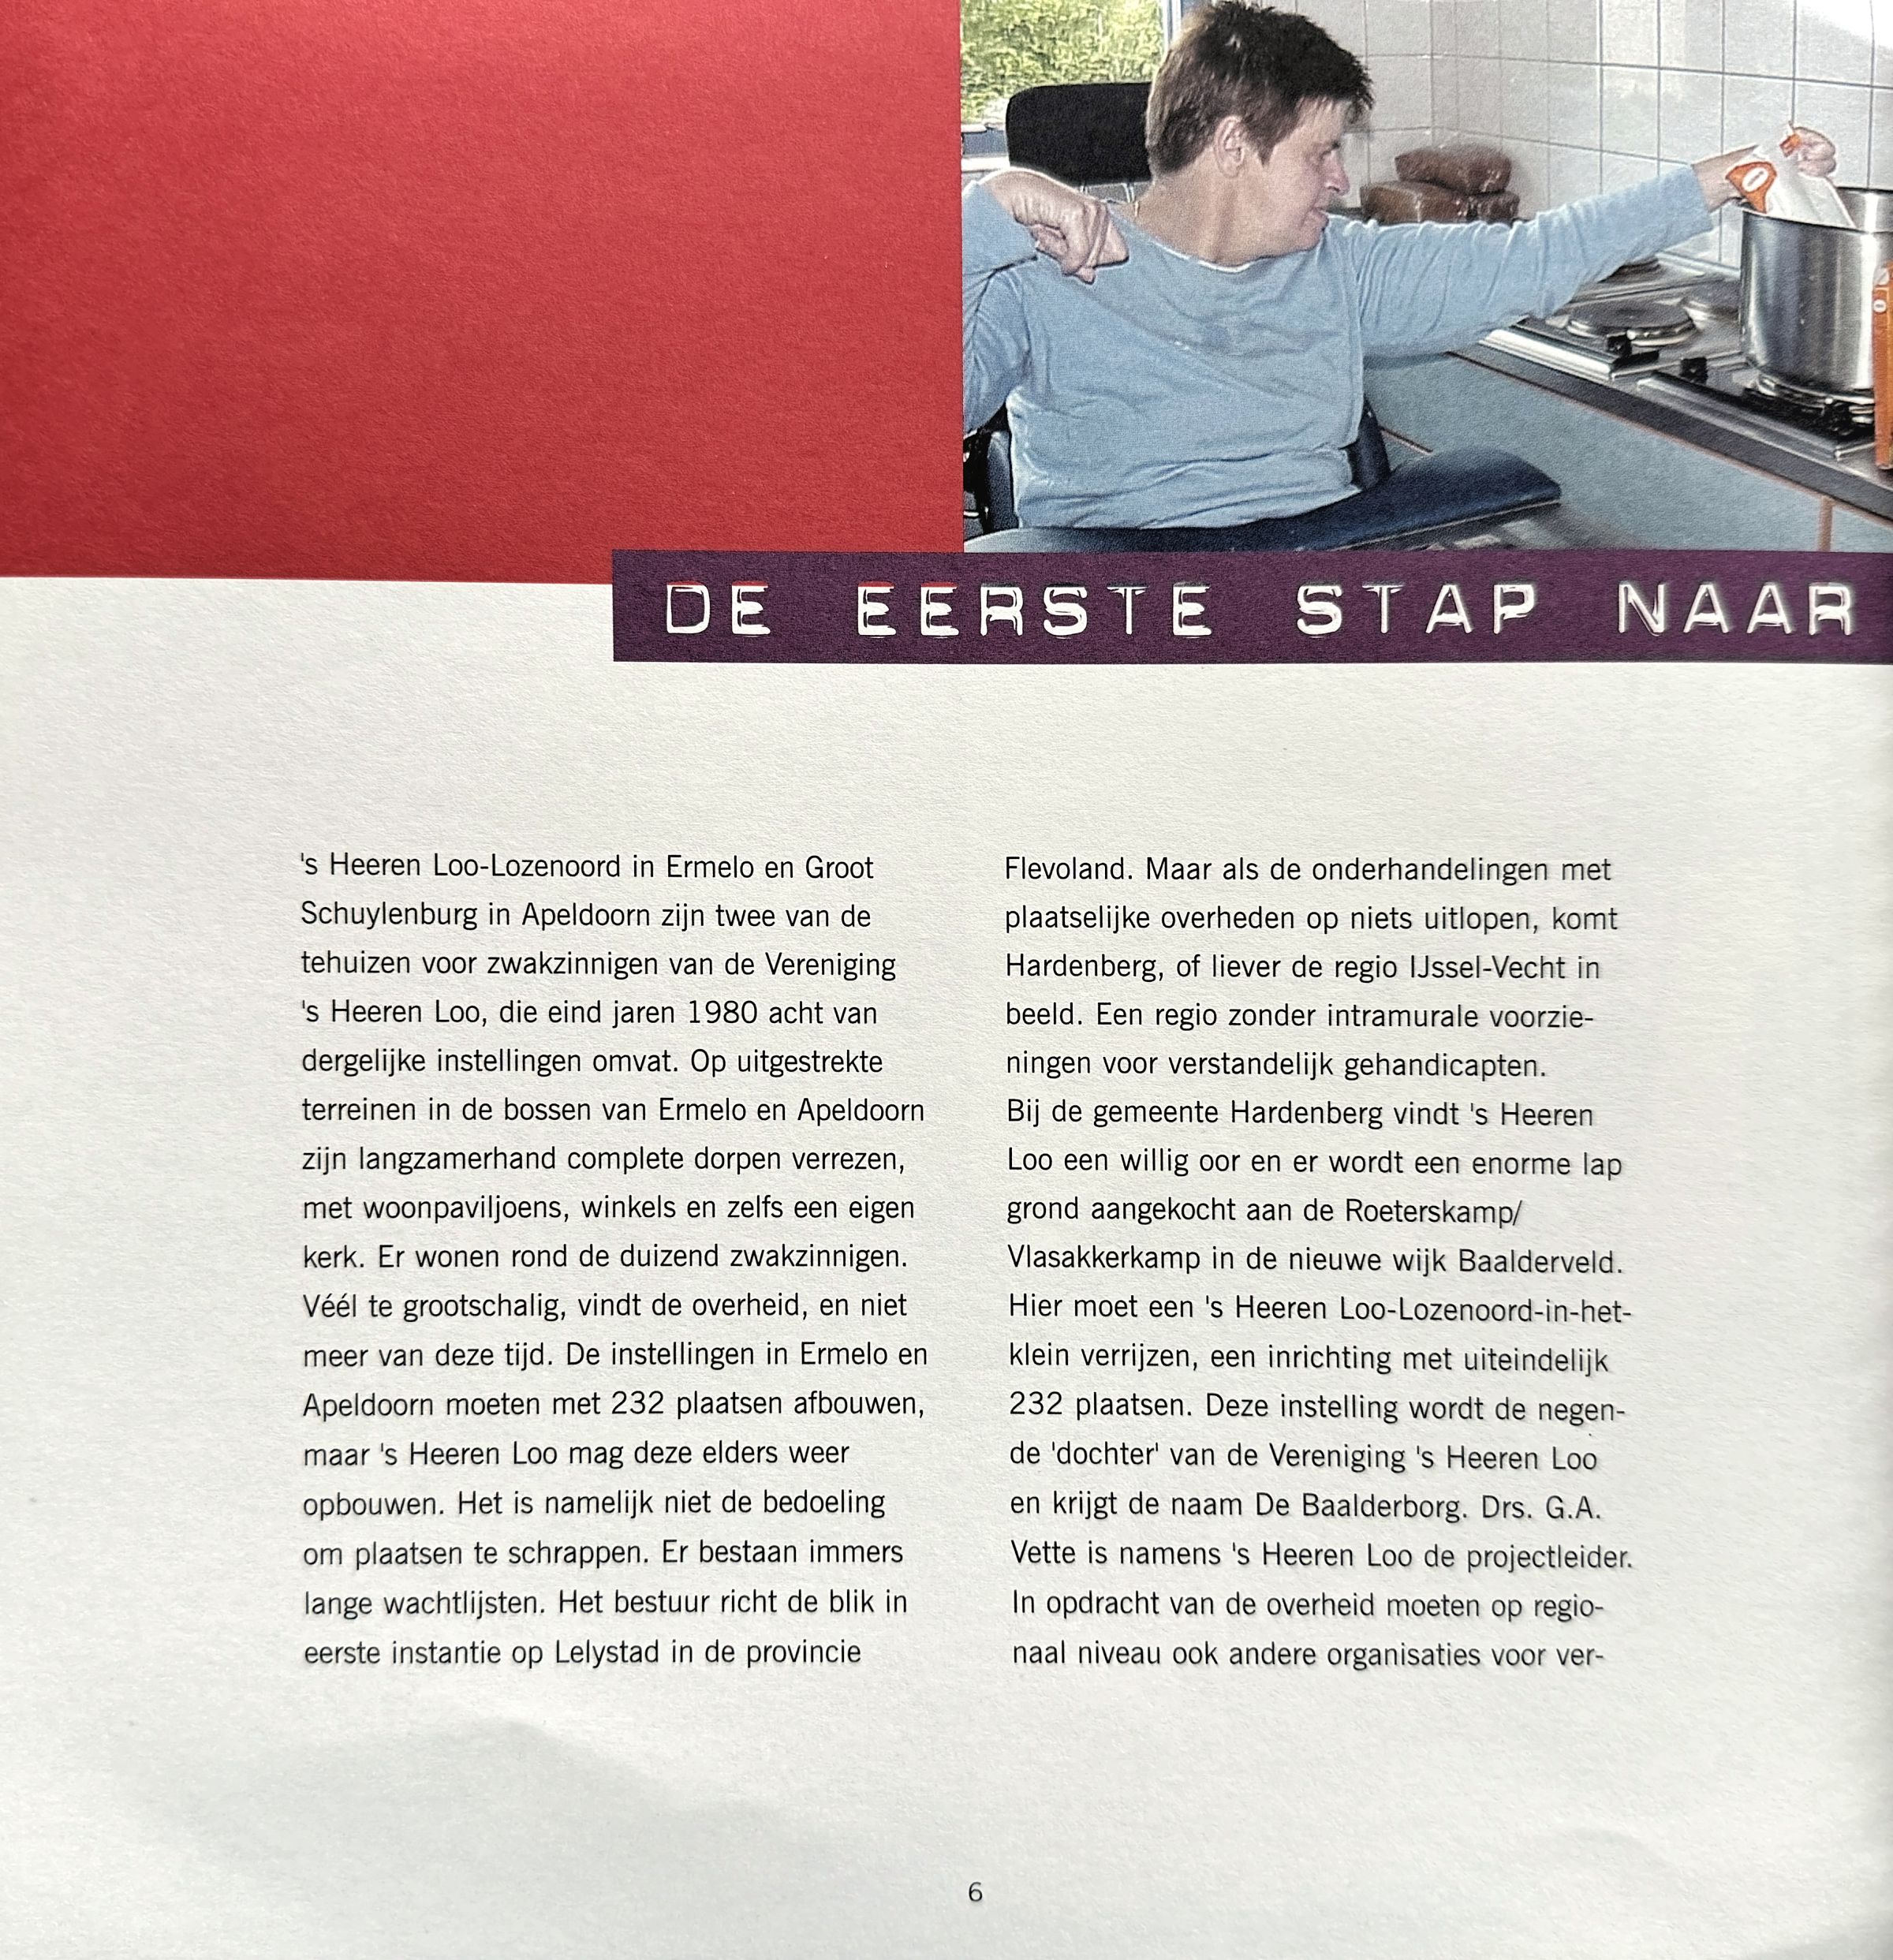 DE EERSTE STAP NAAR
's Heeren Loo-Lozenoord in Ermelo en Groot
Schuylenburg in Apeldoorn zijn twee van de
tehuizen voor zwakzinnigen van de Vereniging
's Heeren Loo, die eind jaren 1980 acht van
dergelijke instellingen omvat. Op uitgestrekte
terreinen in de bossen van Ermelo en Apeldoorn
zijn langzamerhand complete dorpen verrezen,
met woonpaviljoens, winkels en zelfs een eigen
kerk. Er wonen rond de duizend zwakzinnigen.
Véél te grootschalig, vindt de overheid, en niet
meer van deze tijd. De instellingen in Ermelo en
Apeldoorn moeten met 232 plaatsen afbouwen,
maar 's Heeren Loo mag deze elders weer
opbouwen. Het is namelijk niet de bedoeling
om plaatsen te schrappen. Er bestaan immers
lange wachtlijsten. Het bestuur richt de blik in
eerste instantie op Lelystad in de provincie
Flevoland. Maar als de onderhandelingen met
plaatselijke overheden op niets uitlopen, komt
Hardenberg, of liever de regio IJssel-Vecht in
beeld. Een regio zonder intramurale voorzie-
ningen voor verstandelijk gehandicapten.
Bij de gemeente Hardenberg vindt 's Heeren
Loo een willig oor en er wordt een enorme lap
grond aangekocht aan de Roeterskamp/
Vlasakkerkamp in de nieuwe wijk Baalderveld.
Hier moet een 's Heeren Loo-Lozenoord-in-het-
klein verrijzen, een inrichting met uiteindelijk
232 plaatsen. Deze instelling wordt de negen-
de 'dochter' van de Vereniging 's Heeren Loo
en krijgt de naam De Baalderborg. Drs. G.A.
Vette is namens 's Heeren Loo de projectleider.
In opdracht van de overheid moeten op regio-
naal niveau ook andere organisaties voor ver-
6